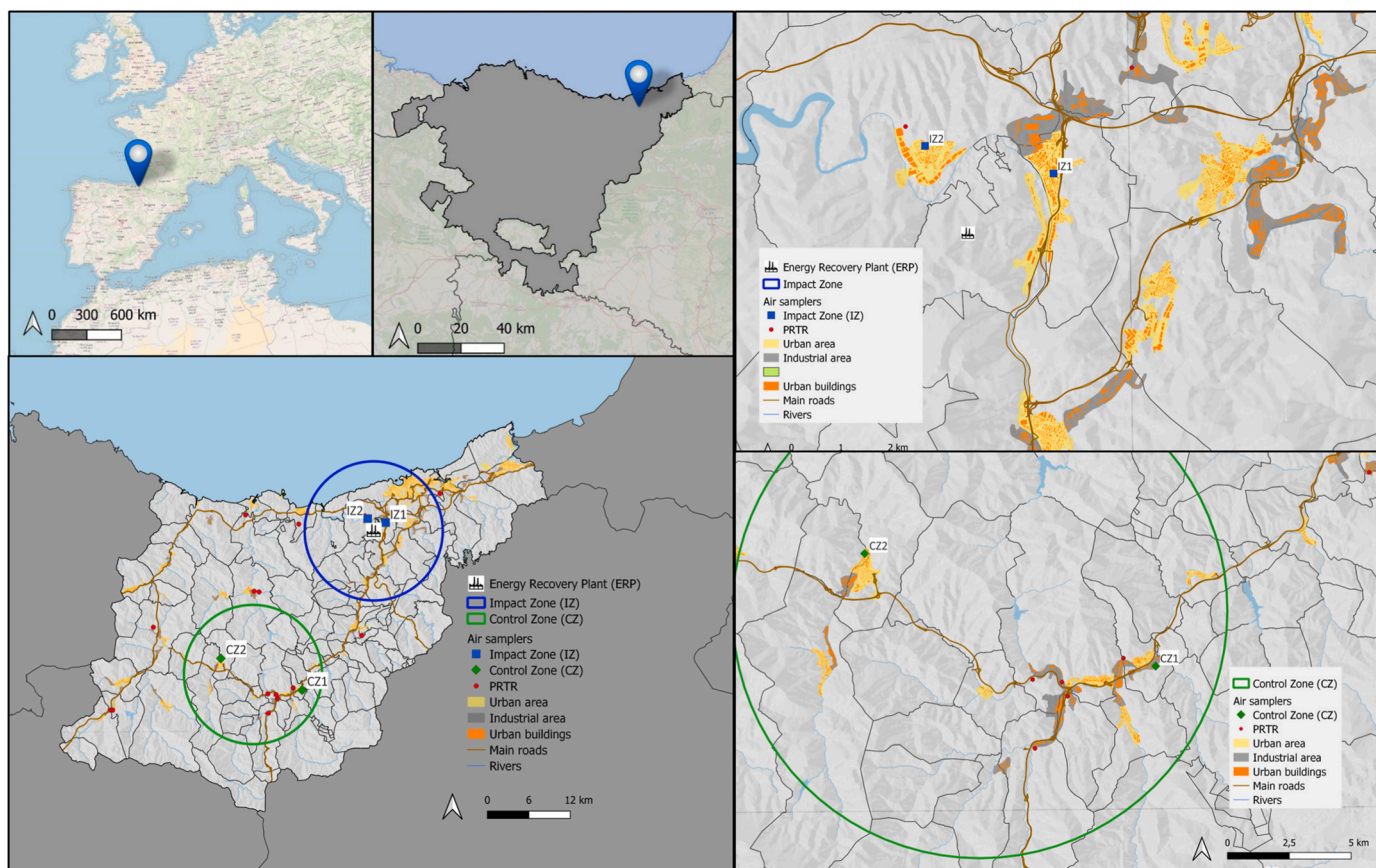 0 300 600 km
0 20 40 km
IZ2
IZ1
Energy Recovery Plant (ERP)
Impact Zone
Air samplers
Impact Zone (IZ)
PRTR
Urban area
Industrial area
Urban buildings
Main roads
Rivers
0 1 2 km
IZ2
IZ1
CZ2
CZ1
Energy Recovery Plant (ERP)
Impact Zone (IZ)
Control Zone (CZ)
Air samplers
Impact Zone (IZ)
Control Zone (CZ)
PRTR
Urban area
Industrial area
Urban buildings
Main roads
Rivers
0 6 12 km
CZ2
CZ1
Control Zone (CZ)
Air samplers
Control Zone (CZ)
PRTR
Urban area
Industrial area
Urban buildings
Main roads
Rivers
0 2,5 5 km